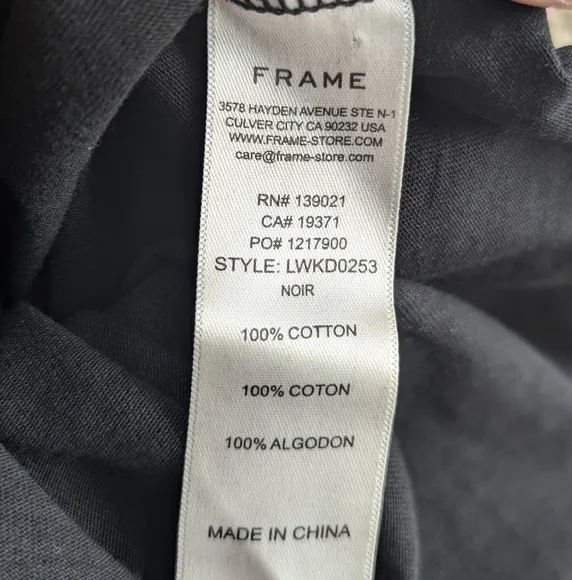 FRAME
3578 HAYDEN AVENUE STE N-1
CULVER CITY CA 90232 USA
WWW.FRAME-STORE.COM
care@frame-store.com
RN# 139021
CA# 19371
PO# 1217900
STYLE: LWKD0253
NOIR
100% COTTON
100% COTON
100% ALGODON
MADE IN CHINA